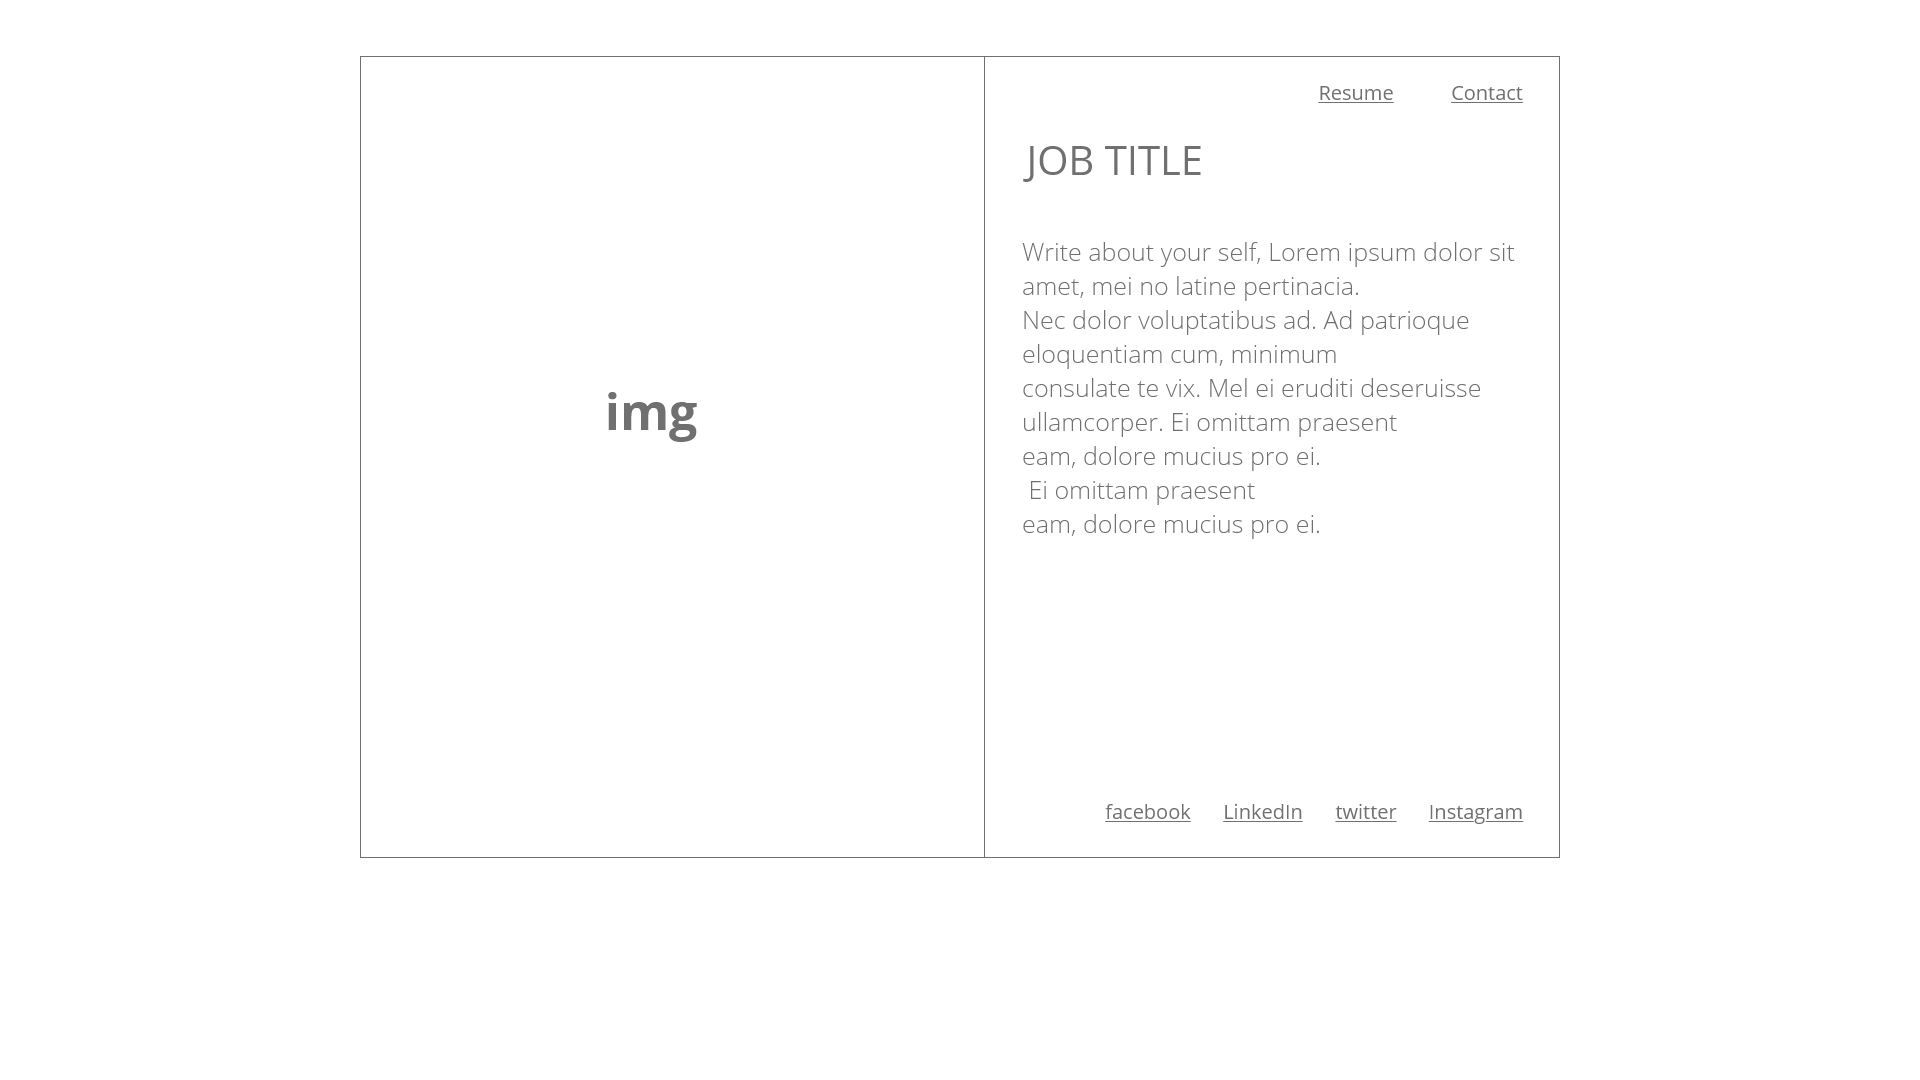 Resume Contact
JOB TITLE
img
Write about your self, Lorem ipsum dolor sit
amet, mei no latine pertinacia.
Nec dolor voluptatibus ad. Ad patrioque
eloquentiam cum, minimum
consulate te vix. Mel ei eruditi deseruisse
ullamcorper. Ei omittam praesent
eam, dolore mucius pro ei.
Ei omittam praesent
eam, dolore mucius pro ei.
facebook LinkedIn twitter Instagram